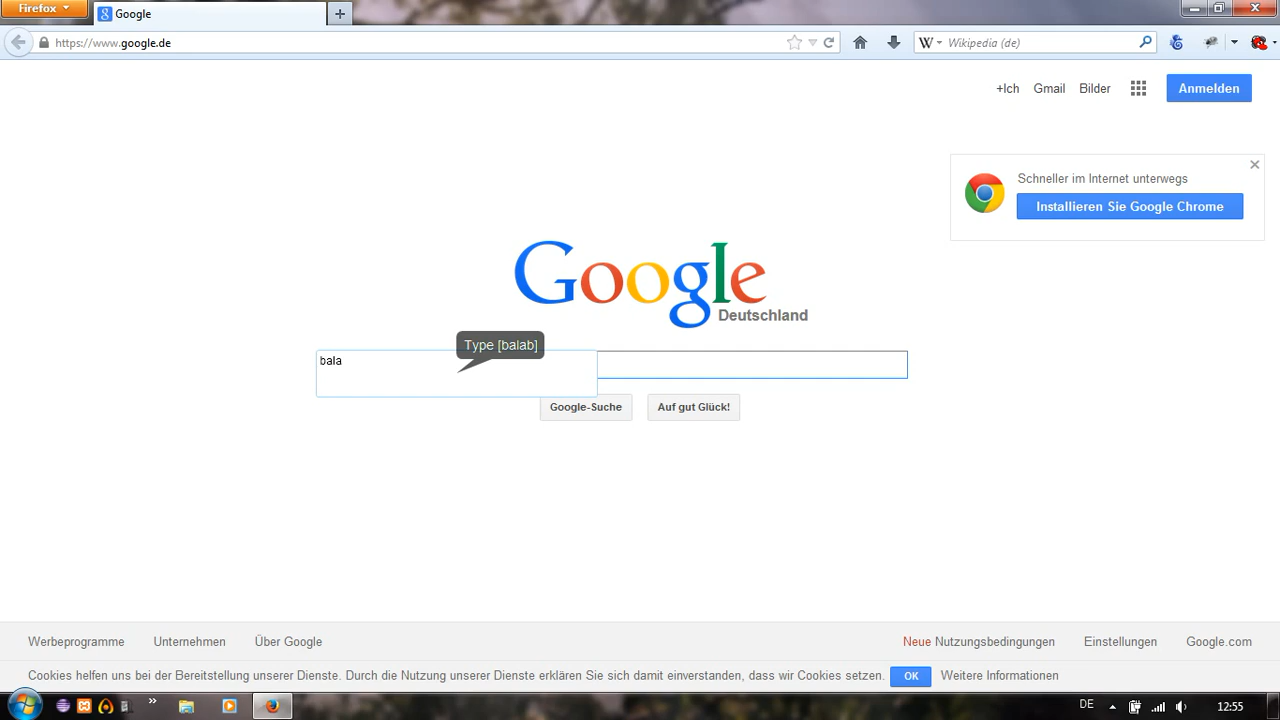 Firefox
Google
https://www.google.de
Wikipedia (de)
+Ich Gmail Bilder Anmelden
Schneller im Internet unterwegs
Installieren Sie Google Chrome
Google
Deutschland
Type [balab]
bala
Google-Suche Auf gut Glück!
Werbeprogramme Unternehmen Über Google Neue Nutzungsbedingungen Einstellungen Google.com
Cookies helfen uns bei der Bereitstellung unserer Dienste. Durch die Nutzung unserer Dienste erklären Sie sich damit einverstanden, dass wir Cookies setzen. OK Weitere Informationen
DE 12:55